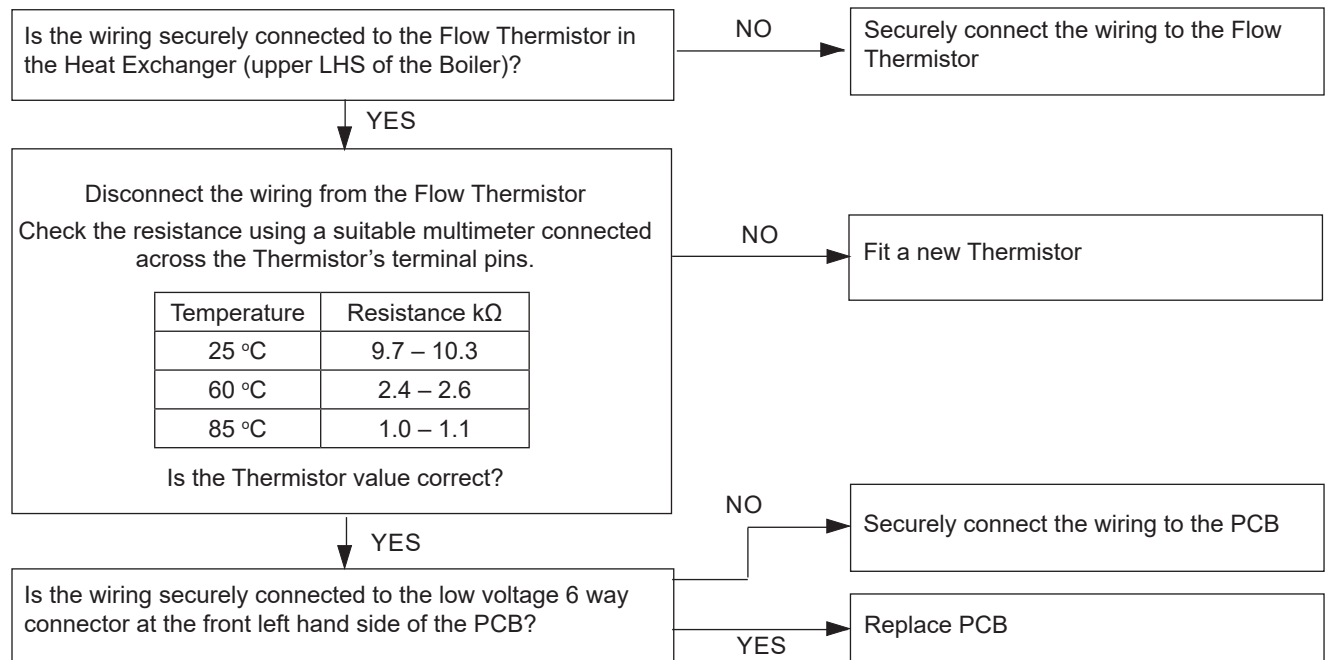 Is the wiring securely connected to the Flow Thermistor in
the Heat Exchanger (upper LHS of the Boiler)?
NO
Securely connect the wiring to the Flow
Thermistor
YES
Disconnect the wiring from the Flow Thermistor
Check the resistance using a suitable multimeter connected
across the Thermistor’s terminal pins.
NO
Fit a new Thermistor
Temperature Resistance kΩ
25 °C 9.7 – 10.3
60 °C 2.4 – 2.6
85 °C 1.0 – 1.1
Is the Thermistor value correct?
YES
NO
Securely connect the wiring to the PCB
Is the wiring securely connected to the low voltage 6 way
connector at the front left hand side of the PCB?
YES
Replace PCB